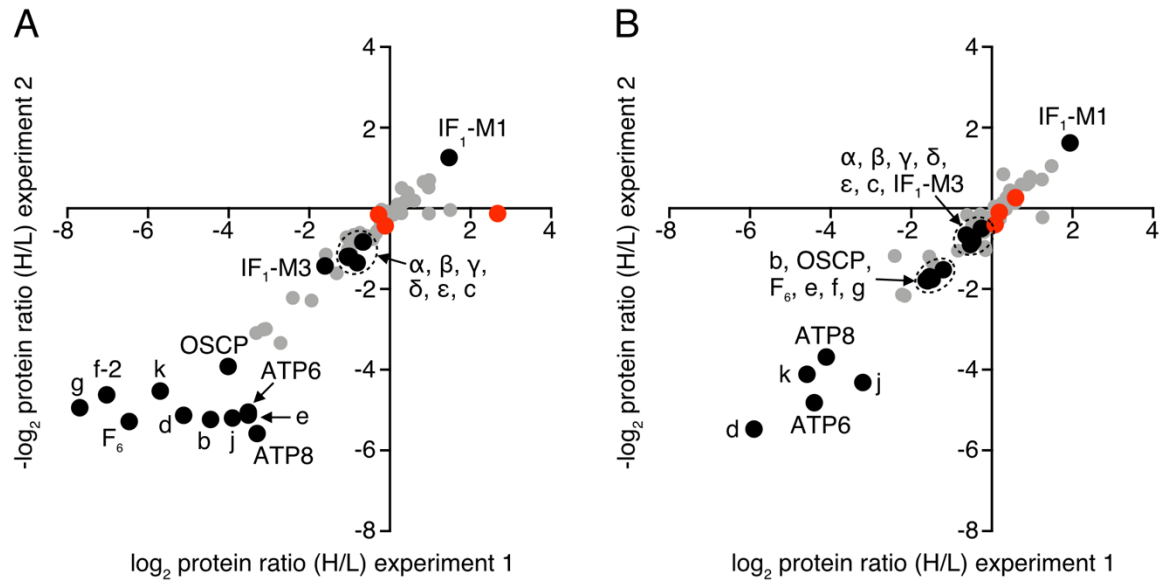 A
-log₂ protein ratio (H/L) experiment 2
4
2
-2
-4
-6
-8
-8
-6
-4
-2
0
2
4
IF₁-M1
IF₁-M3
α, β, γ,
δ, ε, c
OSCP
ATP6
k
f-2
g
F₆
d
b
j
e
ATP8
log₂ protein ratio (H/L) experiment 1
B
-log₂ protein ratio (H/L) experiment 2
4
2
-2
-4
-6
-8
-8
-6
-4
-2
0
2
4
IF₁-M1
α, β, γ, δ,
ε, c, IF₁-M3
b, OSCP,
F₆, e, f, g
ATP8
k
j
ATP6
d
log₂ protein ratio (H/L) experiment 1